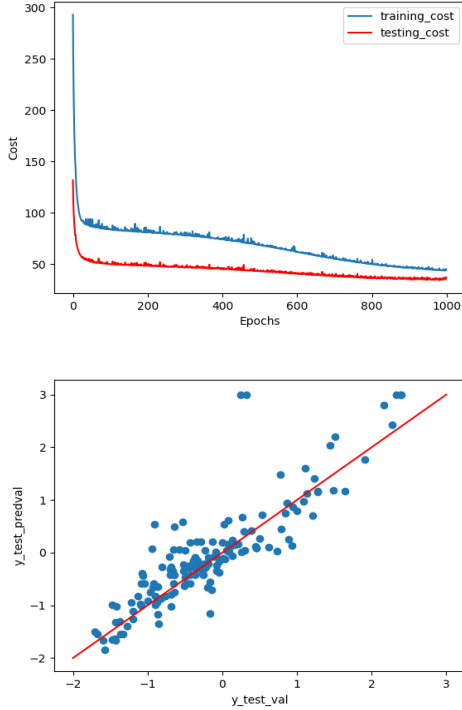 300
250
200
150
100
50
Cost
training_cost
testing_cost
0 200 400 600 800 1000
Epochs
3
2
1
0
−1
−2
y_test_predval
−2 −1 0 1 2 3
y_test_val